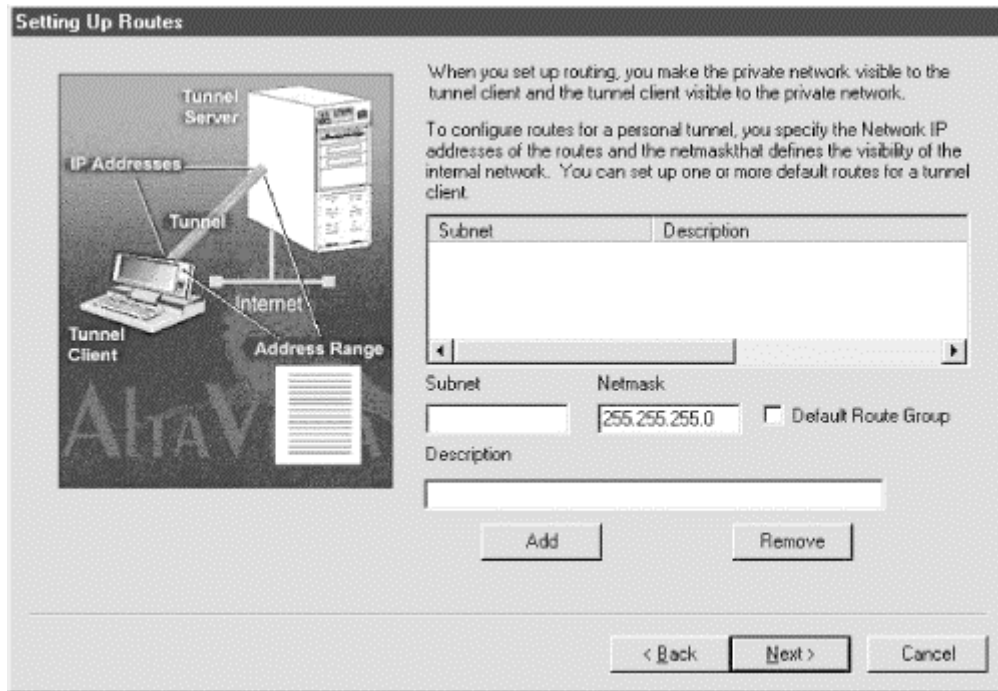 Setting Up Routes
When you set up routing, you make the private network visible to the
tunnel client and the tunnel client visible to the private network.
To configure routes for a personal tunnel, you specify the Network IP
addresses of the routes and the netmaskthat defines the visibility of the
internal network. You can set up one or more default routes for a tunnel
client.
Tunnel
Server
IP Addresses
Tunnel
Internet
Tunnel
Client
Address Range
Subnet Description
Subnet Netmask
255.255.255.0 Default Route Group
Description
Add Remove
< Back Next > Cancel